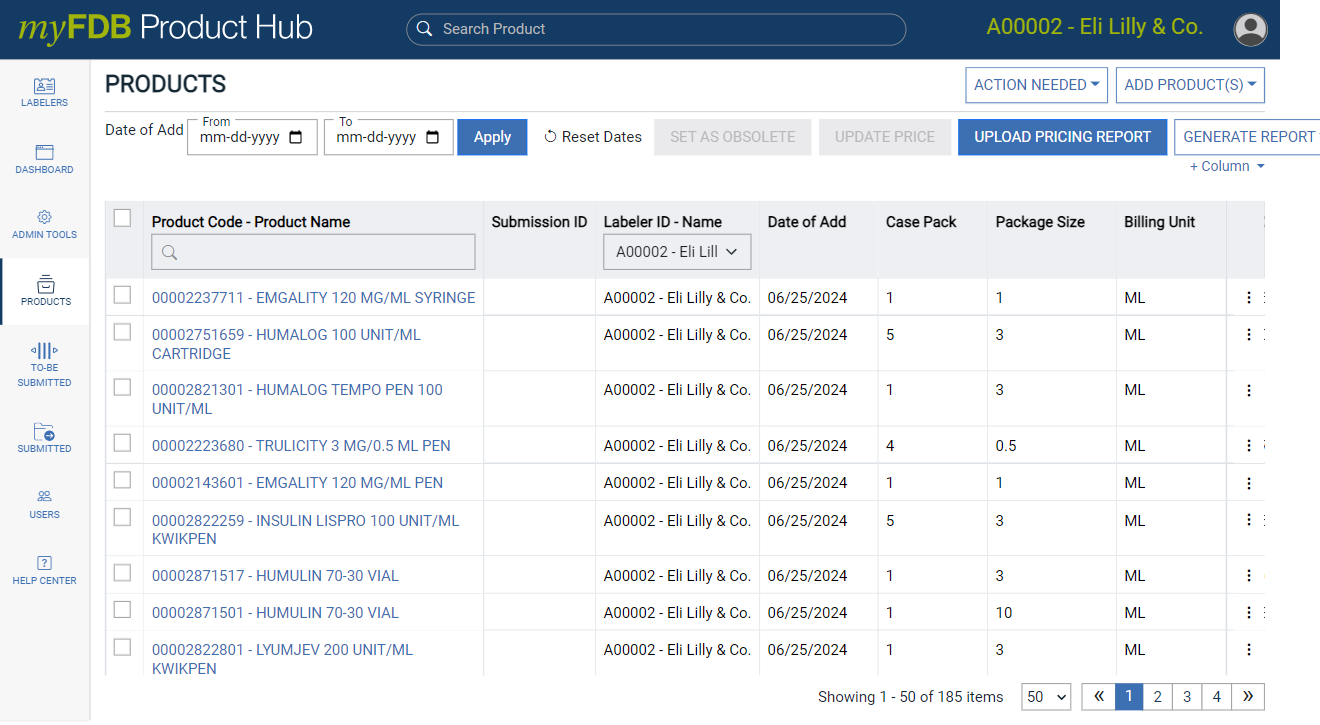 myFDB Product Hub
Search Product
A00002 - Eli Lilly & Co.
LABELERS
DASHBOARD
ADMIN TOOLS
PRODUCTS
TO-BE
SUBMITTED
SUBMITTED
USERS
HELP CENTER
PRODUCTS
ACTION NEEDED
ADD PRODUCT(S)
Date of Add
From
mm-dd-yyyy
To
mm-dd-yyyy
Apply
Reset Dates
SET AS OBSOLETE
UPDATE PRICE
UPLOAD PRICING REPORT
GENERATE REPORT
+ Column
Product Code - Product Name Submission ID Labeler ID - Name Date of Add Case Pack Package Size Billing Unit
A00002 - Eli Lill
00002237711 - EMGALITY 120 MG/ML SYRINGE A00002 - Eli Lilly & Co. 06/25/2024 1 1 ML
00002751659 - HUMALOG 100 UNIT/ML A00002 - Eli Lilly & Co. 06/25/2024 5 3 ML
CARTRIDGE
00002821301 - HUMALOG TEMPO PEN 100 A00002 - Eli Lilly & Co. 06/25/2024 1 3 ML
UNIT/ML
00002223680 - TRULICITY 3 MG/0.5 ML PEN A00002 - Eli Lilly & Co. 06/25/2024 4 0.5 ML
00002143601 - EMGALITY 120 MG/ML PEN A00002 - Eli Lilly & Co. 06/25/2024 1 1 ML
00002822259 - INSULIN LISPRO 100 UNIT/ML A00002 - Eli Lilly & Co. 06/25/2024 5 3 ML
KWIKPEN
00002871517 - HUMULIN 70-30 VIAL A00002 - Eli Lilly & Co. 06/25/2024 1 3 ML
00002871501 - HUMULIN 70-30 VIAL A00002 - Eli Lilly & Co. 06/25/2024 1 10 ML
00002822801 - LYUMJEV 200 UNIT/ML A00002 - Eli Lilly & Co. 06/25/2024 1 3 ML
KWIKPEN
Showing 1 - 50 of 185 items 50 « 1 2 3 4 »